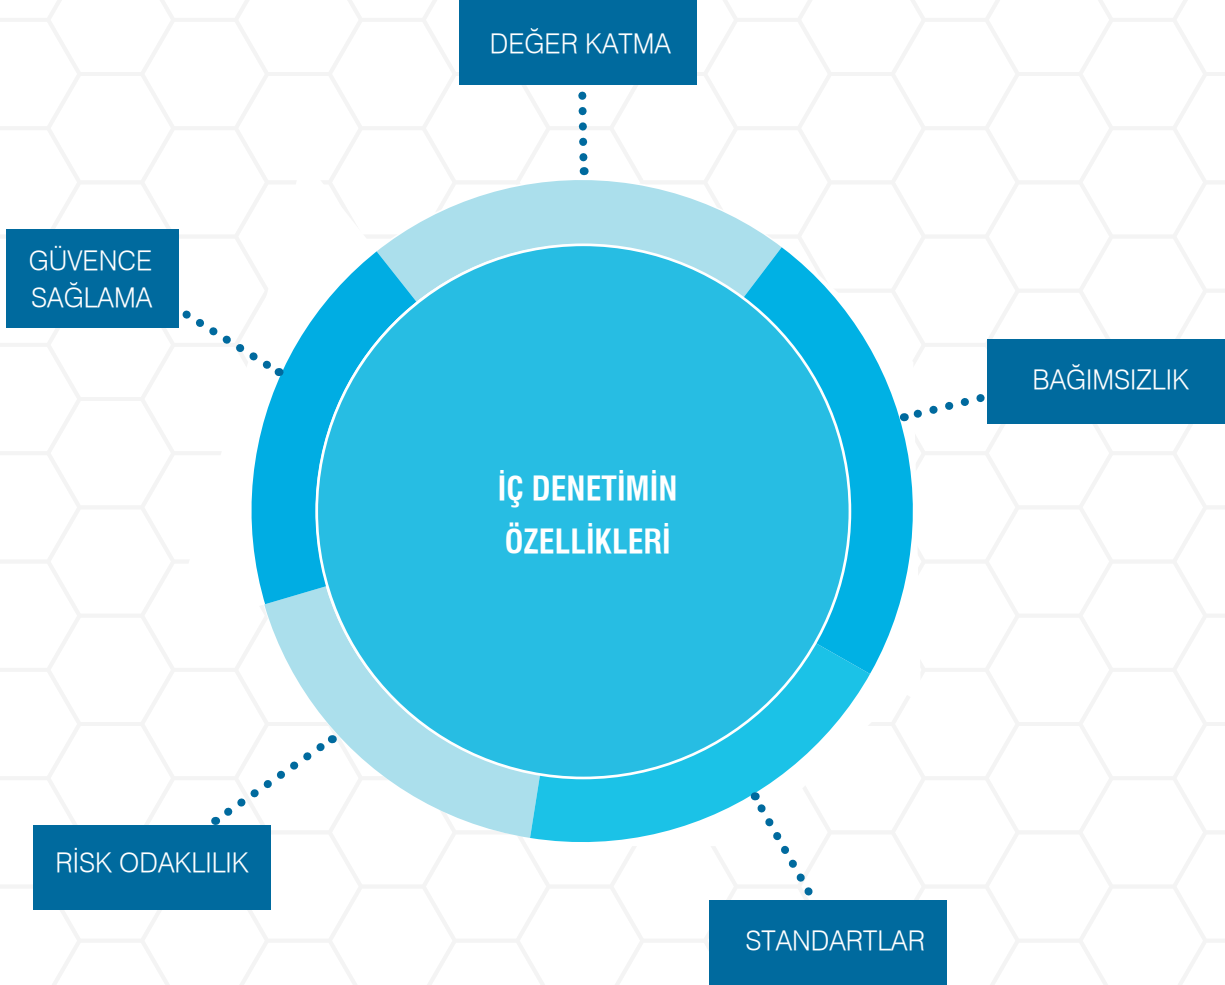 DEĞER KATMA
GÜVENCE
SAĞLAMA
BAĞIMSIZLIK
İÇ DENETİMİN
ÖZELLİKLERİ
RİSK ODAKLILIK
STANDARTLAR